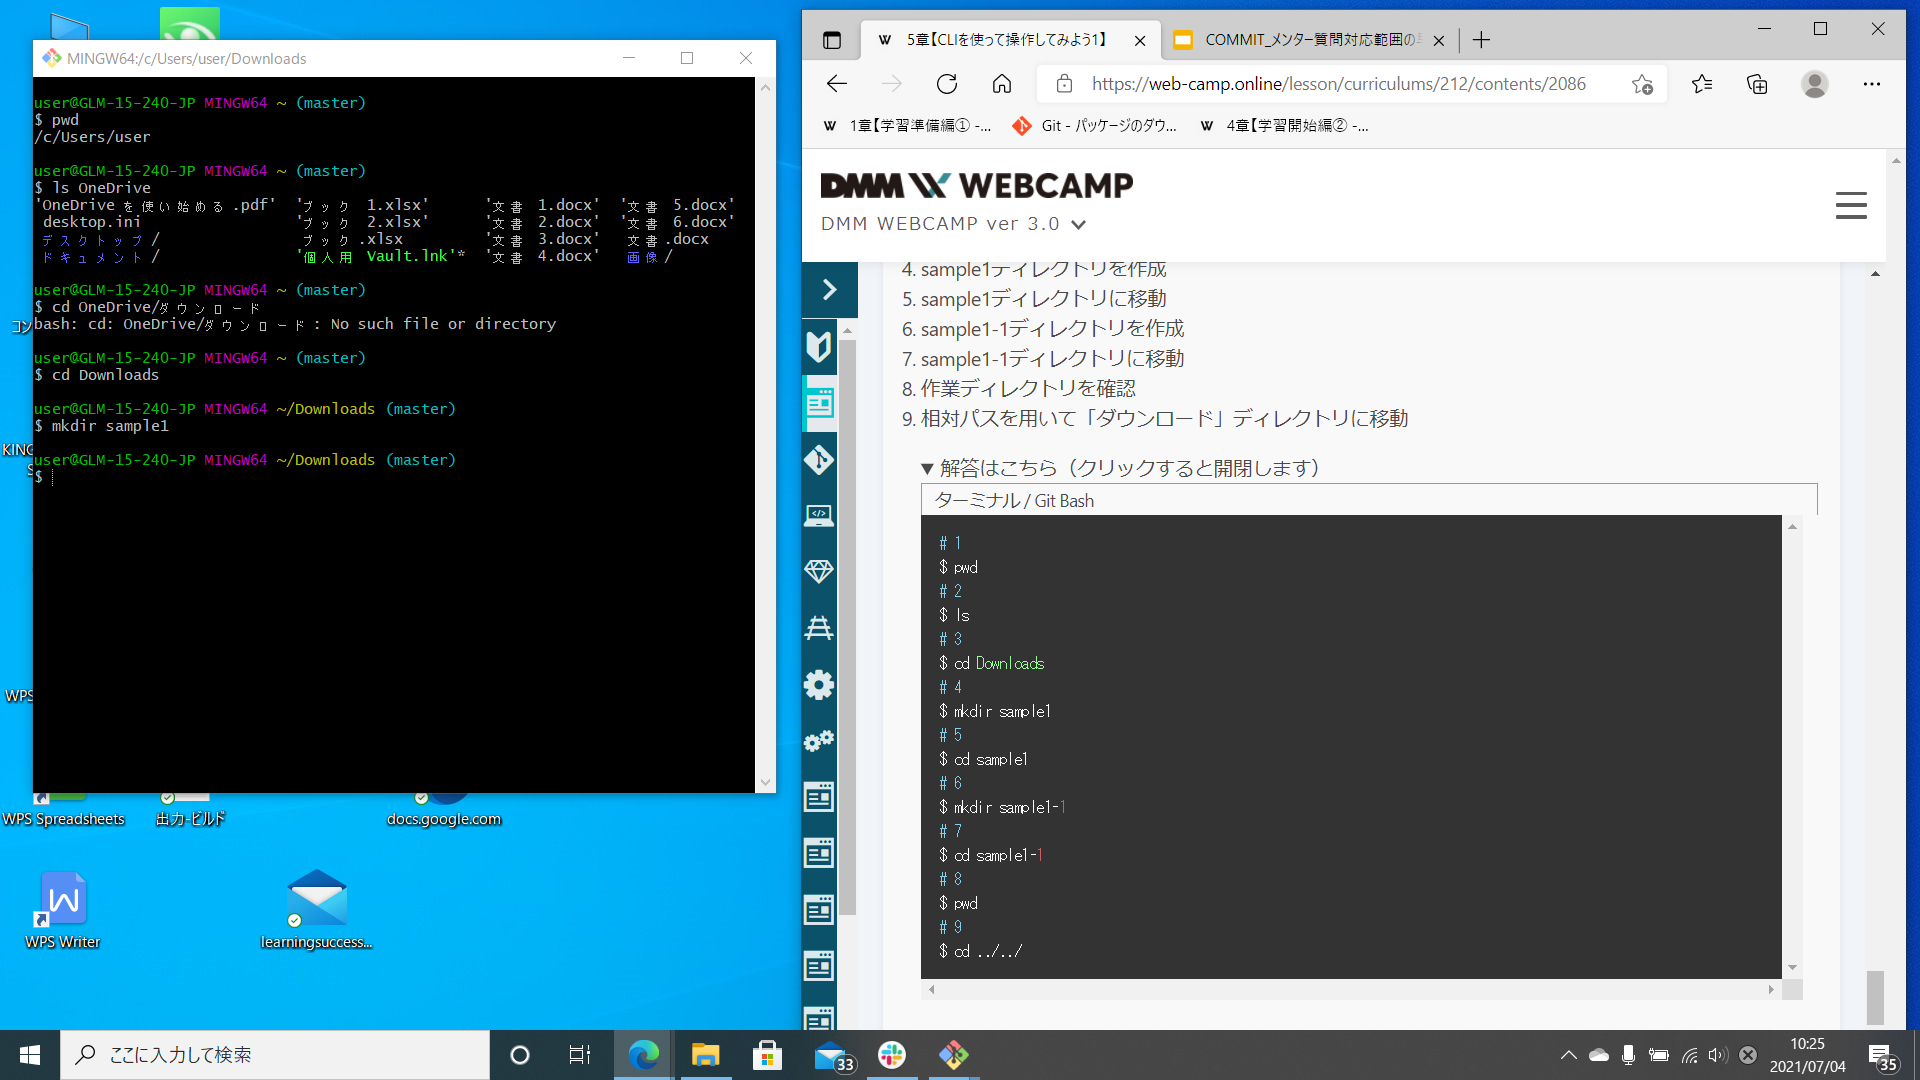 MINGW64:/c/Users/user/Downloads
user@GLM-15-240-JP MINGW64 ~ (master)
$ pwd
/c/Users/user
user@GLM-15-240-JP MINGW64 ~ (master)
$ ls OneDrive
'OneDrive を使い始める.pdf' 'ブック 1.xlsx' '文書 1.docx' '文書 5.docx'
desktop.ini 'ブック 2.xlsx' '文書 2.docx' '文書 6.docx'
デスクトップ/ ブック.xlsx '文書 3.docx' 文書.docx
ドキュメント/ '個人用 Vault.lnk'* '文書 4.docx' 画像/
user@GLM-15-240-JP MINGW64 ~ (master)
$ cd OneDrive/ダウンロード
bash: cd: OneDrive/ダウンロード: No such file or directory
user@GLM-15-240-JP MINGW64 ~ (master)
$ cd Downloads
user@GLM-15-240-JP MINGW64 ~/Downloads (master)
$ mkdir sample1
user@GLM-15-240-JP MINGW64 ~/Downloads (master)
$
コン
KING
S
WPS
WPS Spreadsheets
出力-ビルド
docs.google.com
WPS Writer
learningsuccess...
5章【CLIを使って操作してみよう1】
COMMIT_メンター質問対応範囲の
https://web-camp.online/lesson/curriculums/212/contents/2086
1章【学習準備編①】-...
Git - パッケージのダウ...
4章【学習開始編②】-...
DMM WEBCAMP
DMM WEBCAMP ver 3.0
4. sample1ディレクトリを作成
5. sample1ディレクトリに移動
6. sample1-1ディレクトリを作成
7. sample1-1ディレクトリに移動
8. 作業ディレクトリを確認
9. 相対パスを用いて「ダウンロード」ディレクトリに移動
▼ 解答はこちら（クリックすると開閉します）
ターミナル / Git Bash
# 1
$ pwd
# 2
$ ls
# 3
$ cd Downloads
# 4
$ mkdir sample1
# 5
$ cd sample1
# 6
$ mkdir sample1-1
# 7
$ cd sample1-1
# 8
$ pwd
# 9
$ cd ../../
ここに入力して検索
33
10:25
2021/07/04
35